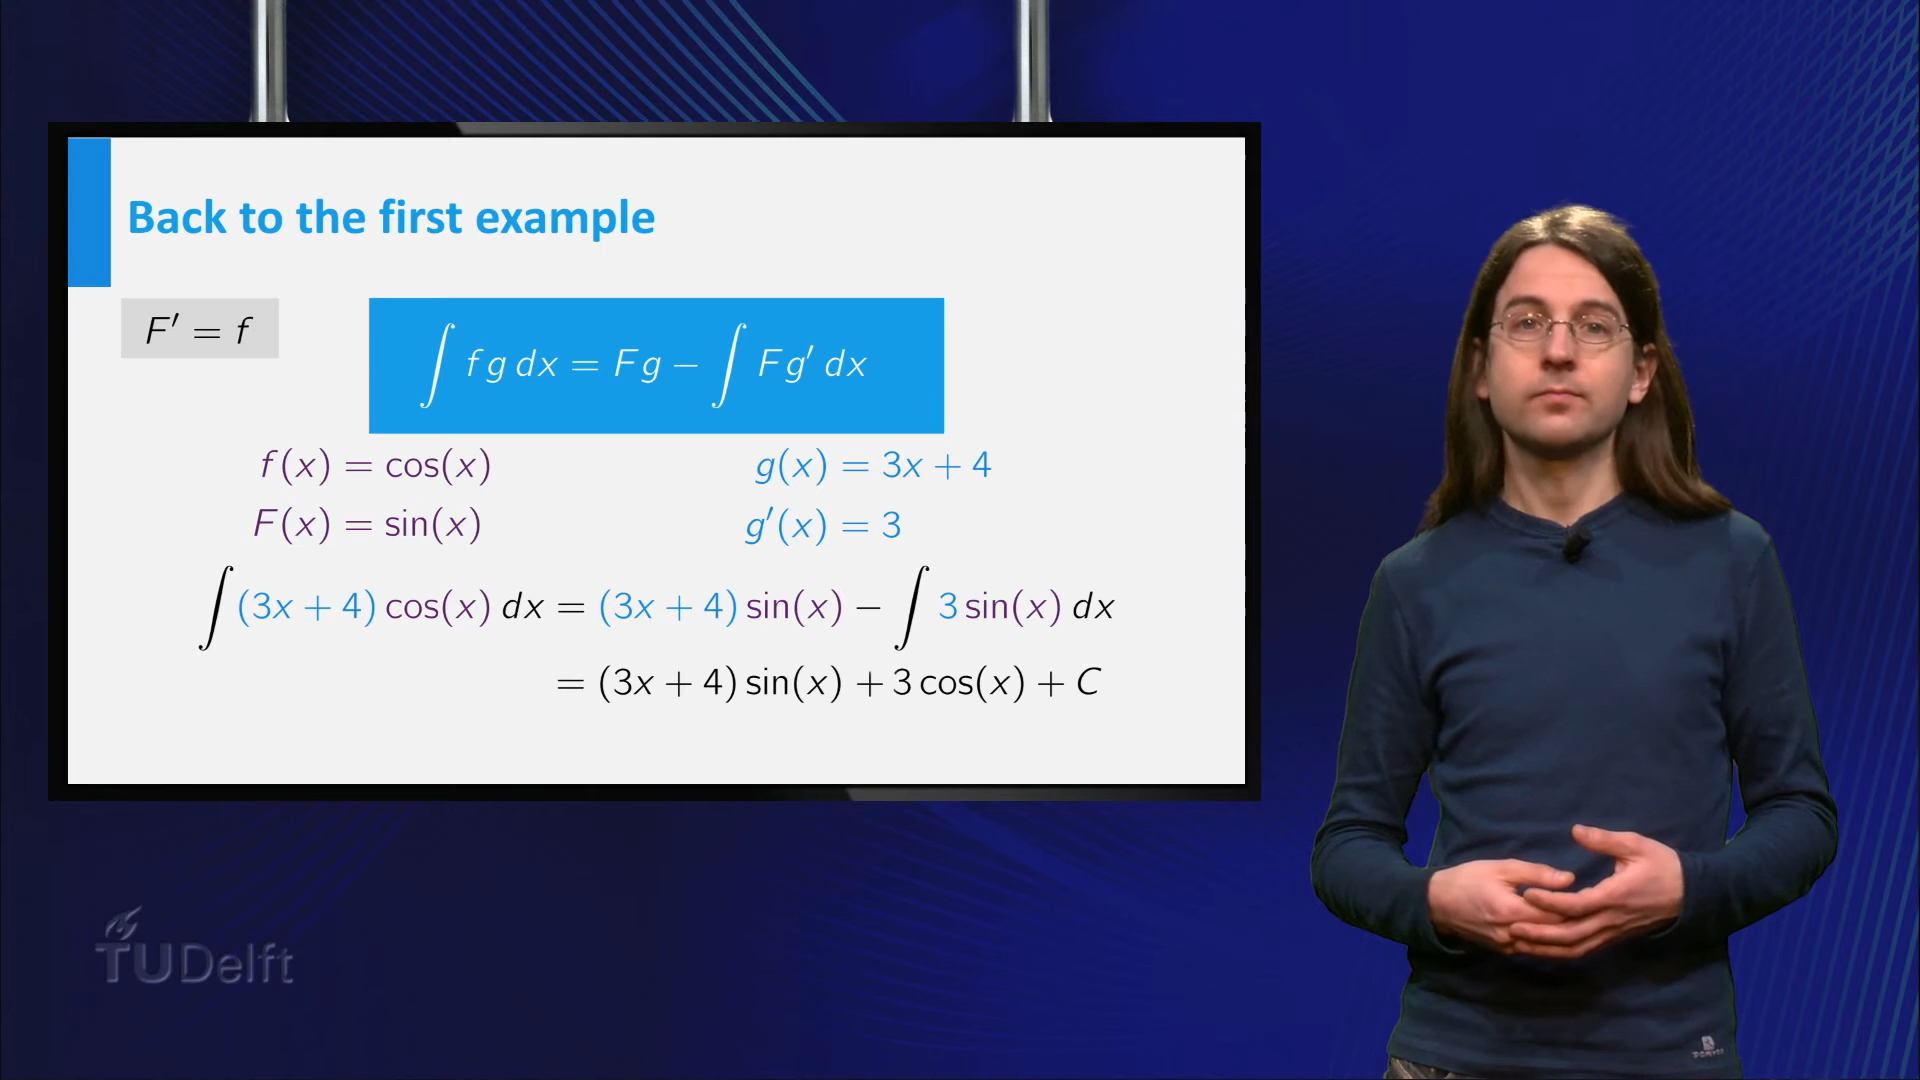 Back to the first example
F′ = f
∫ f g dx = F g − ∫ F g′ dx
f(x) = cos(x)
g(x) = 3x + 4
F(x) = sin(x)
g′(x) = 3
∫ (3x + 4) cos(x) dx = (3x + 4) sin(x) − ∫ 3 sin(x) dx
= (3x + 4) sin(x) + 3 cos(x) + C
TUDelft